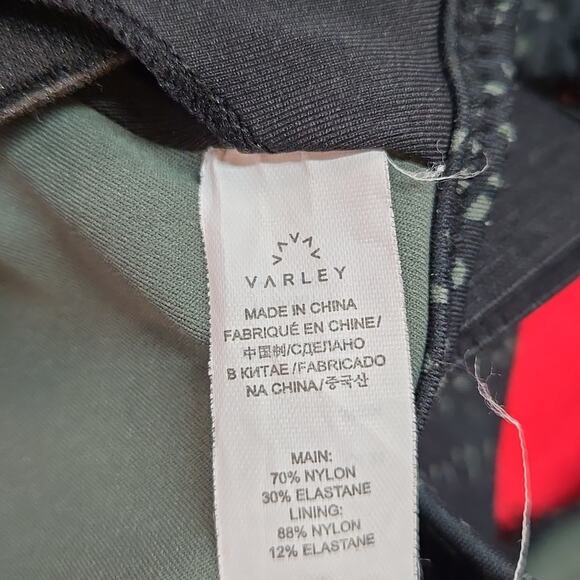 VARLEY
MADE IN CHINA
FABRIQUÉ EN CHINE/
中国制/СДЕЛАНО
В КИТАЕ/FABRICADO
NA CHINA/중국산
MAIN:
70% NYLON
30% ELASTANE
LINING:
88% NYLON
12% ELASTANE